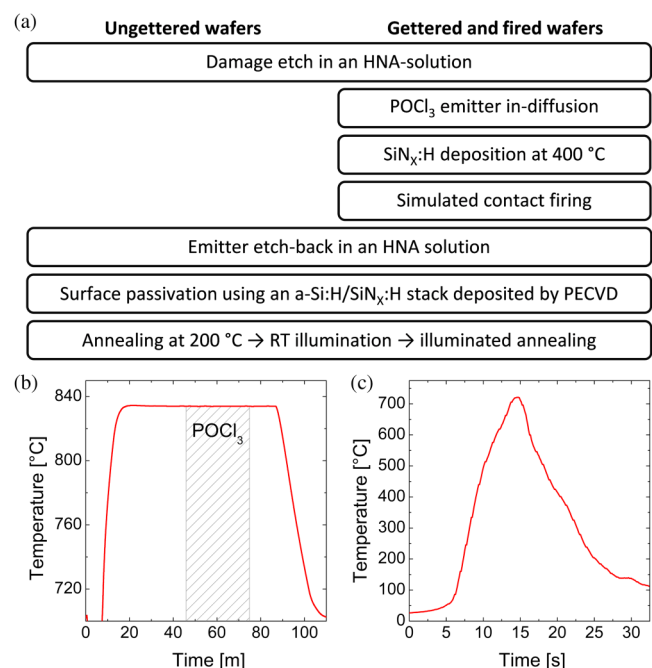 (a)
Ungettered wafers
Gettered and fired wafers
Damage etch in an HNA-solution
POCl₃ emitter in-diffusion
SiNₓ:H deposition at 400 °C
Simulated contact firing
Emitter etch-back in an HNA solution
Surface passivation using an a-Si:H/SiNₓ:H stack deposited by PECVD
Annealing at 200 °C → RT illumination → illuminated annealing
(b)
840
800
760
720
Temperature [°C]
POCl₃
0 20 40 60 80 100
Time [m]
(c)
700
600
500
400
300
200
100
0
Temperature [°C]
0 5 10 15 20 25 30
Time [s]